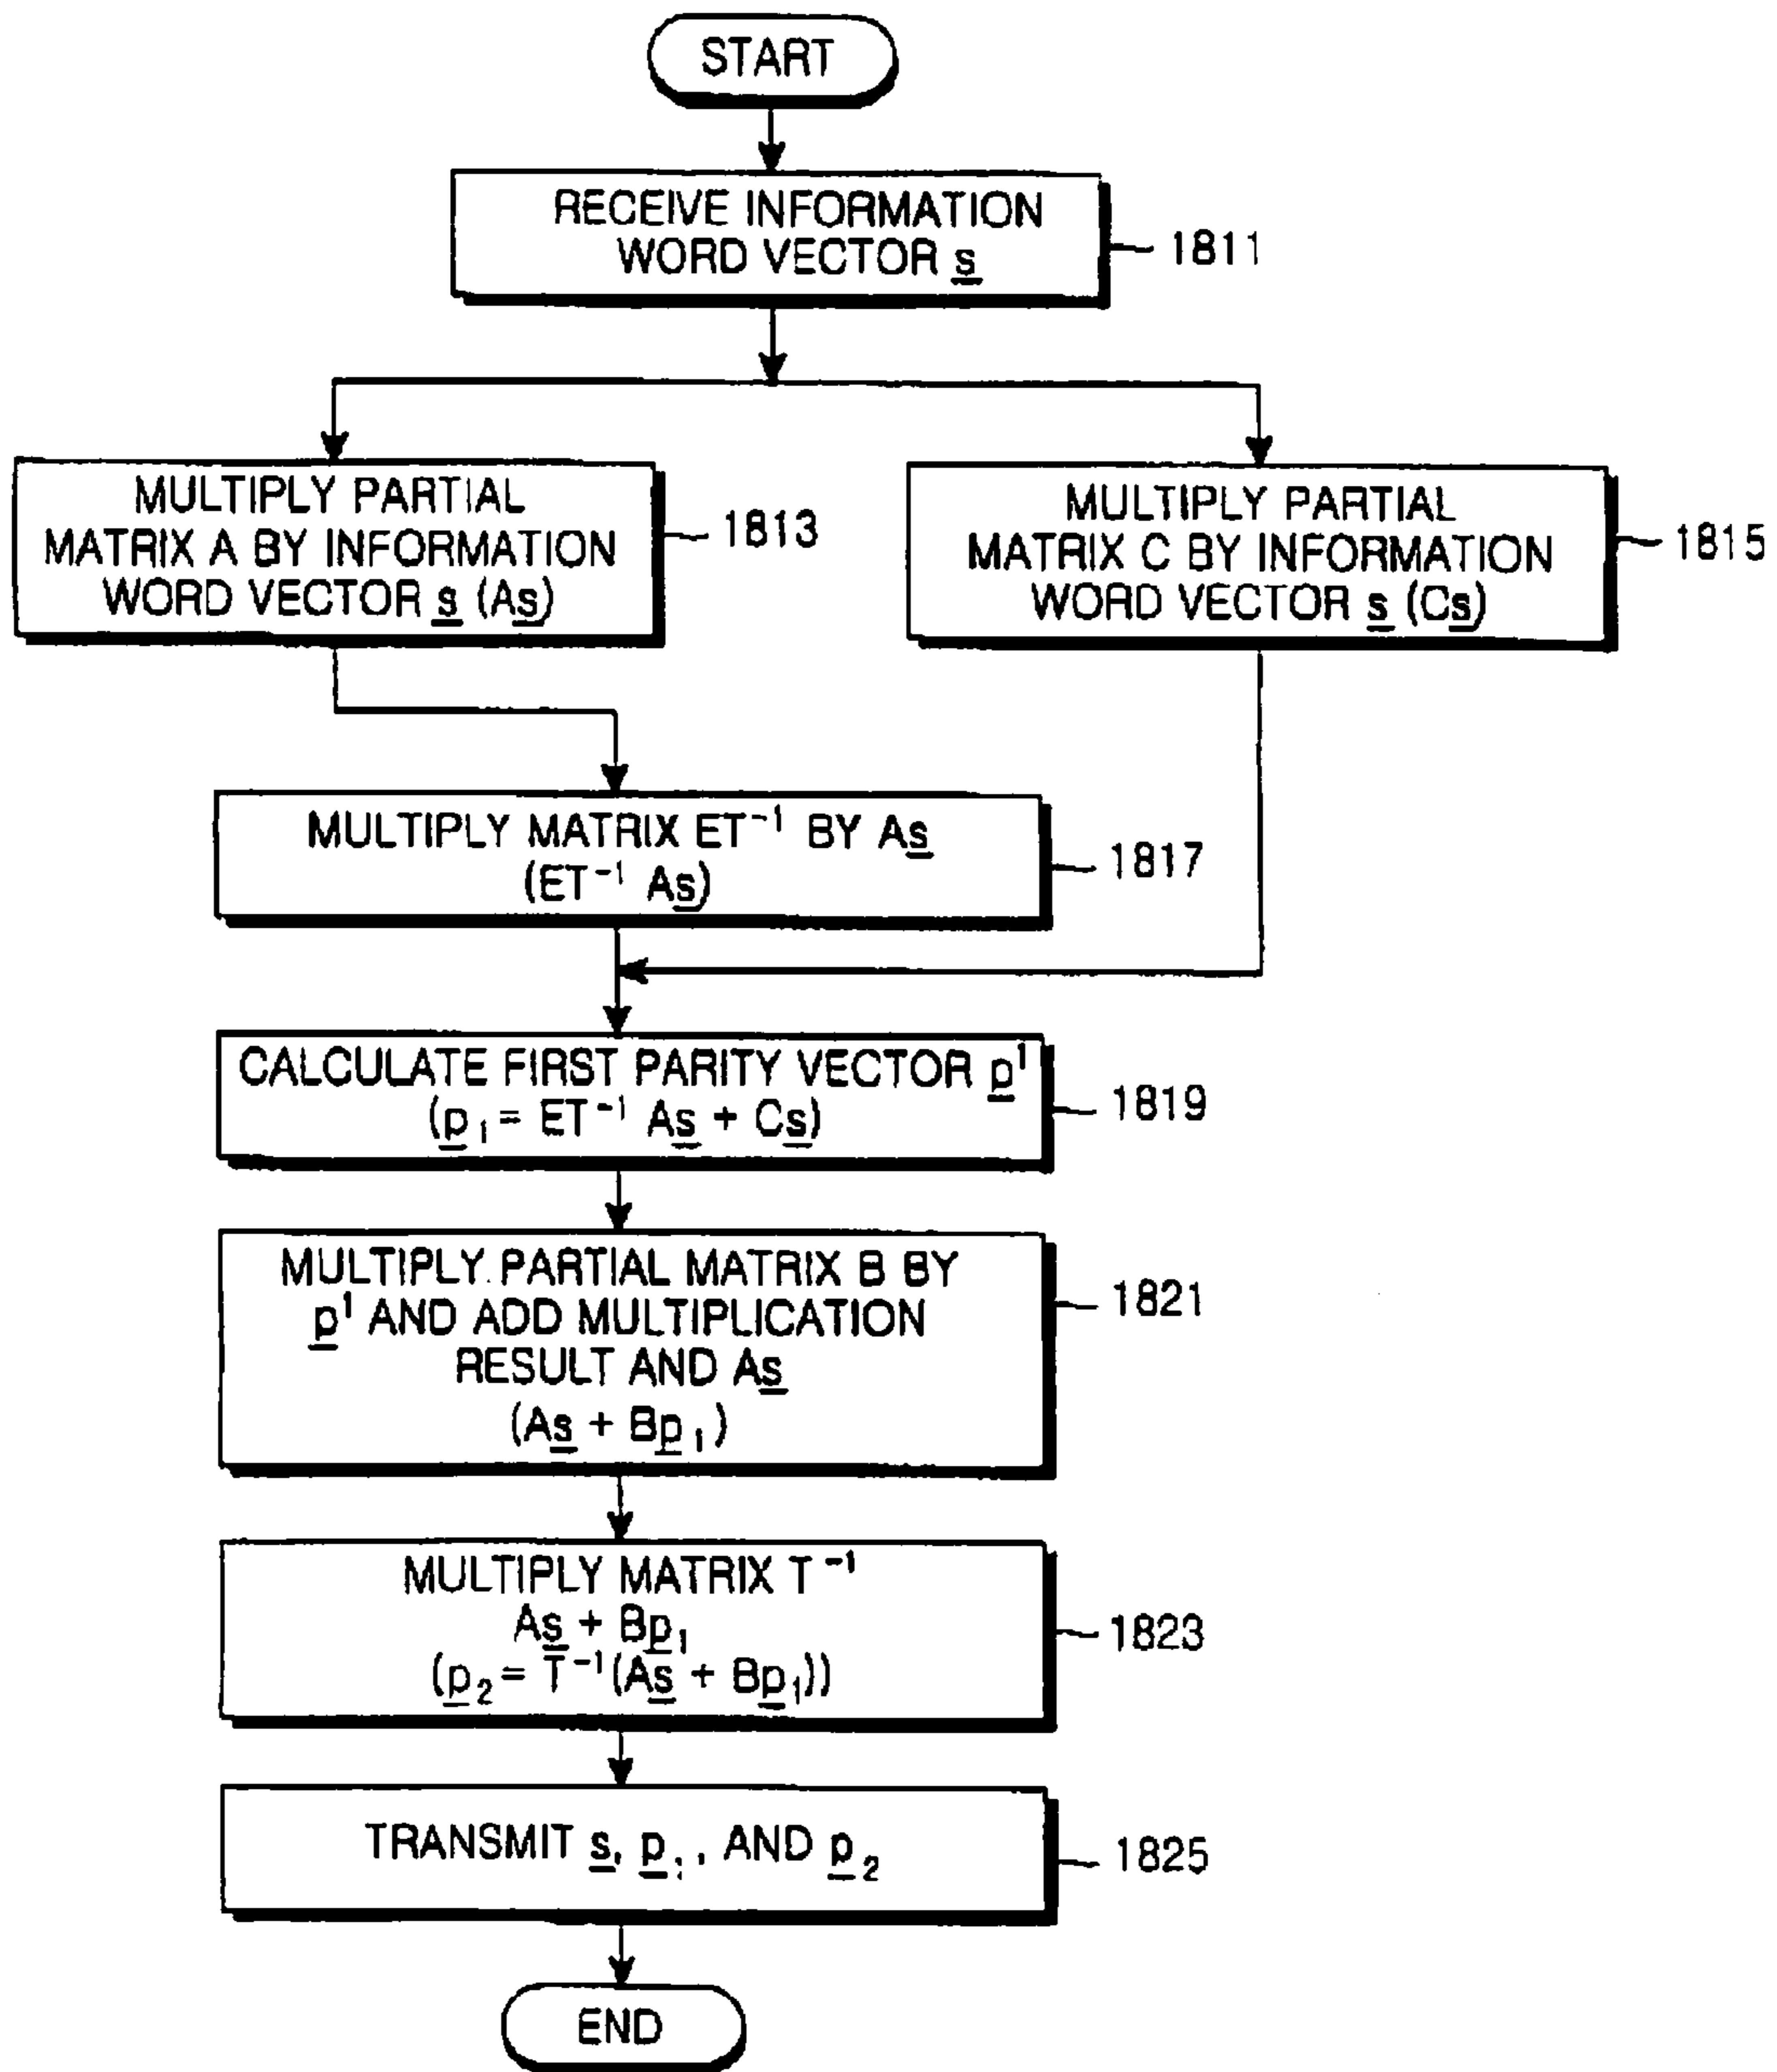 START
RECEIVE INFORMATION
WORD VECTOR s
1811
MULTIPLY PARTIAL
MATRIX A BY INFORMATION
WORD VECTOR s (As)
1813
MULTIPLY PARTIAL
MATRIX C BY INFORMATION
WORD VECTOR s (Cs)
1815
MULTIPLY MATRIX ET⁻¹ BY As
(ET⁻¹ As)
1817
CALCULATE FIRST PARITY VECTOR p¹
(p₁ = ET⁻¹ As + Cs)
1819
MULTIPLY PARTIAL MATRIX B BY
p¹ AND ADD MULTIPLICATION
RESULT AND As
(As + Bp₁)
1821
MULTIPLY MATRIX T⁻¹
As + Bp₁
(p₂ = T⁻¹(As + Bp₁))
1823
TRANSMIT s, p₁, AND p₂
1825
END